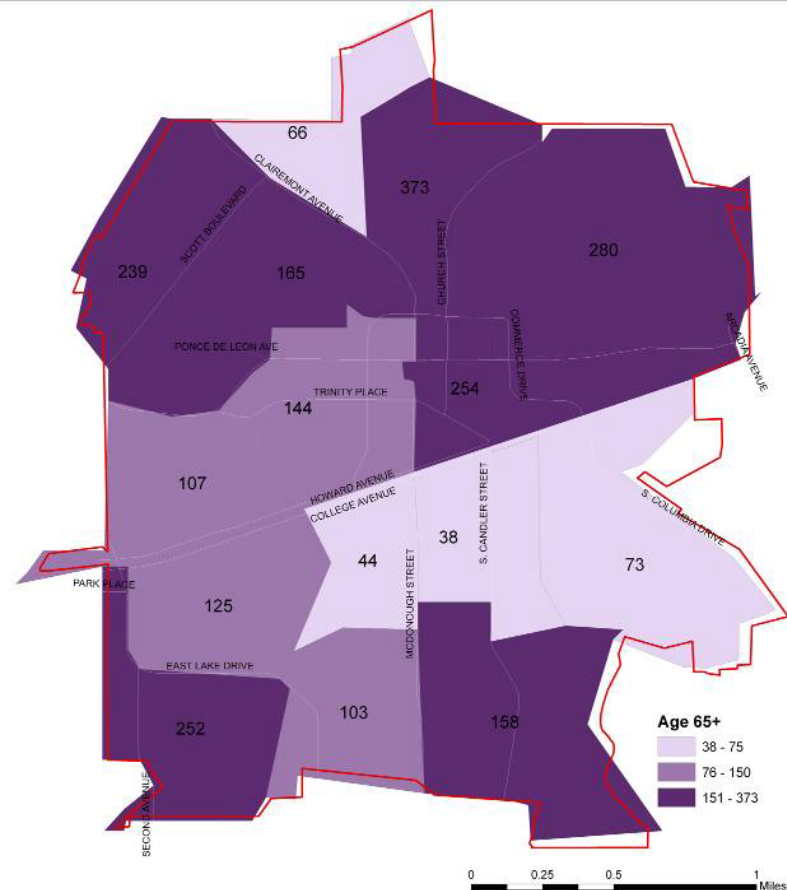 66
CLAIREMONT AVENUE
373
SCOTT BOULEVARD
CHURCH STREET
280
239
165
COMMERCE DRIVE
ARCADIA AVENUE
PONCE DE LEON AVE
254
TRINITY PLACE
144
107
HOWARD AVENUE
COLLEGE AVENUE
S. CANDLER STREET
S. COLUMBIA DRIVE
38
44
73
MCDONOUGH STREET
PARK PLACE
125
EAST LAKE DRIVE
103
158
252
SECOND AVENUE
Age 65+
38 - 75
76 - 150
151 - 373
0 0.25 0.5 1
Miles